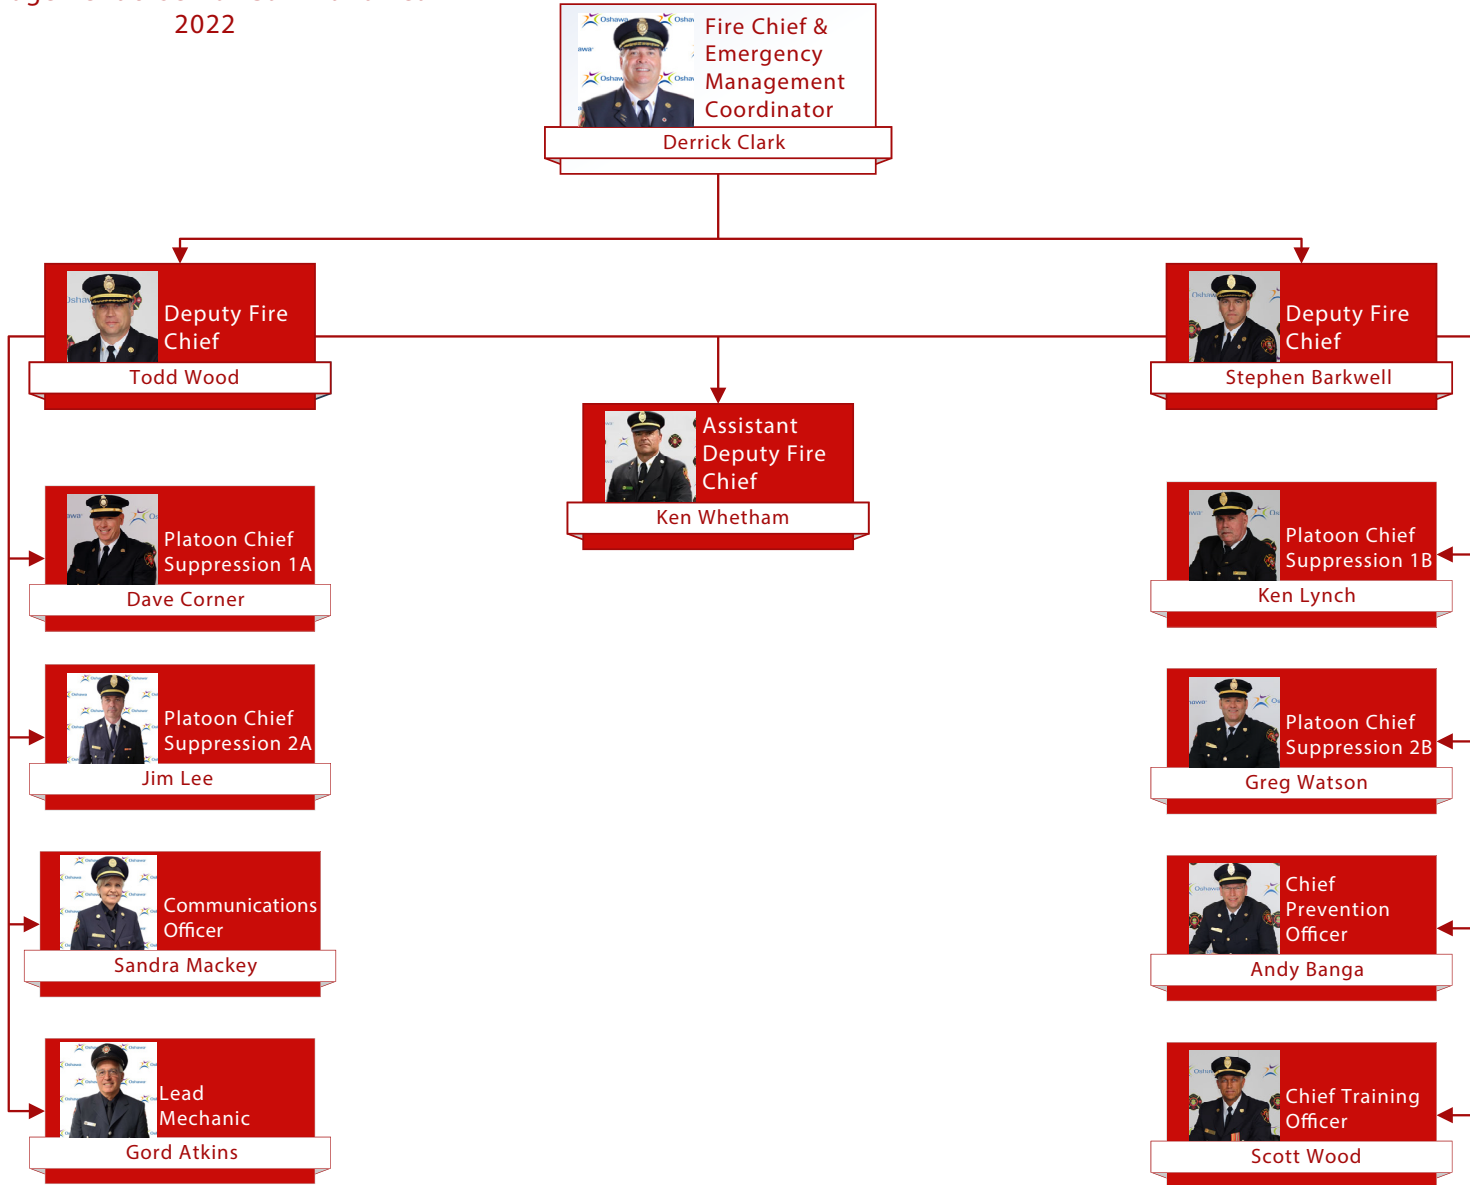 2022
Fire Chief &
Emergency
Management
Coordinator
Derrick Clark
Deputy Fire
Chief
Todd Wood
Deputy Fire
Chief
Stephen Barkwell
Assistant
Deputy Fire
Chief
Ken Whetham
Platoon Chief
Suppression 1A
Dave Corner
Platoon Chief
Suppression 1B
Ken Lynch
Platoon Chief
Suppression 2A
Jim Lee
Platoon Chief
Suppression 2B
Greg Watson
Communications
Officer
Sandra Mackey
Chief
Prevention
Officer
Andy Banga
Lead
Mechanic
Gord Atkins
Chief Training
Officer
Scott Wood